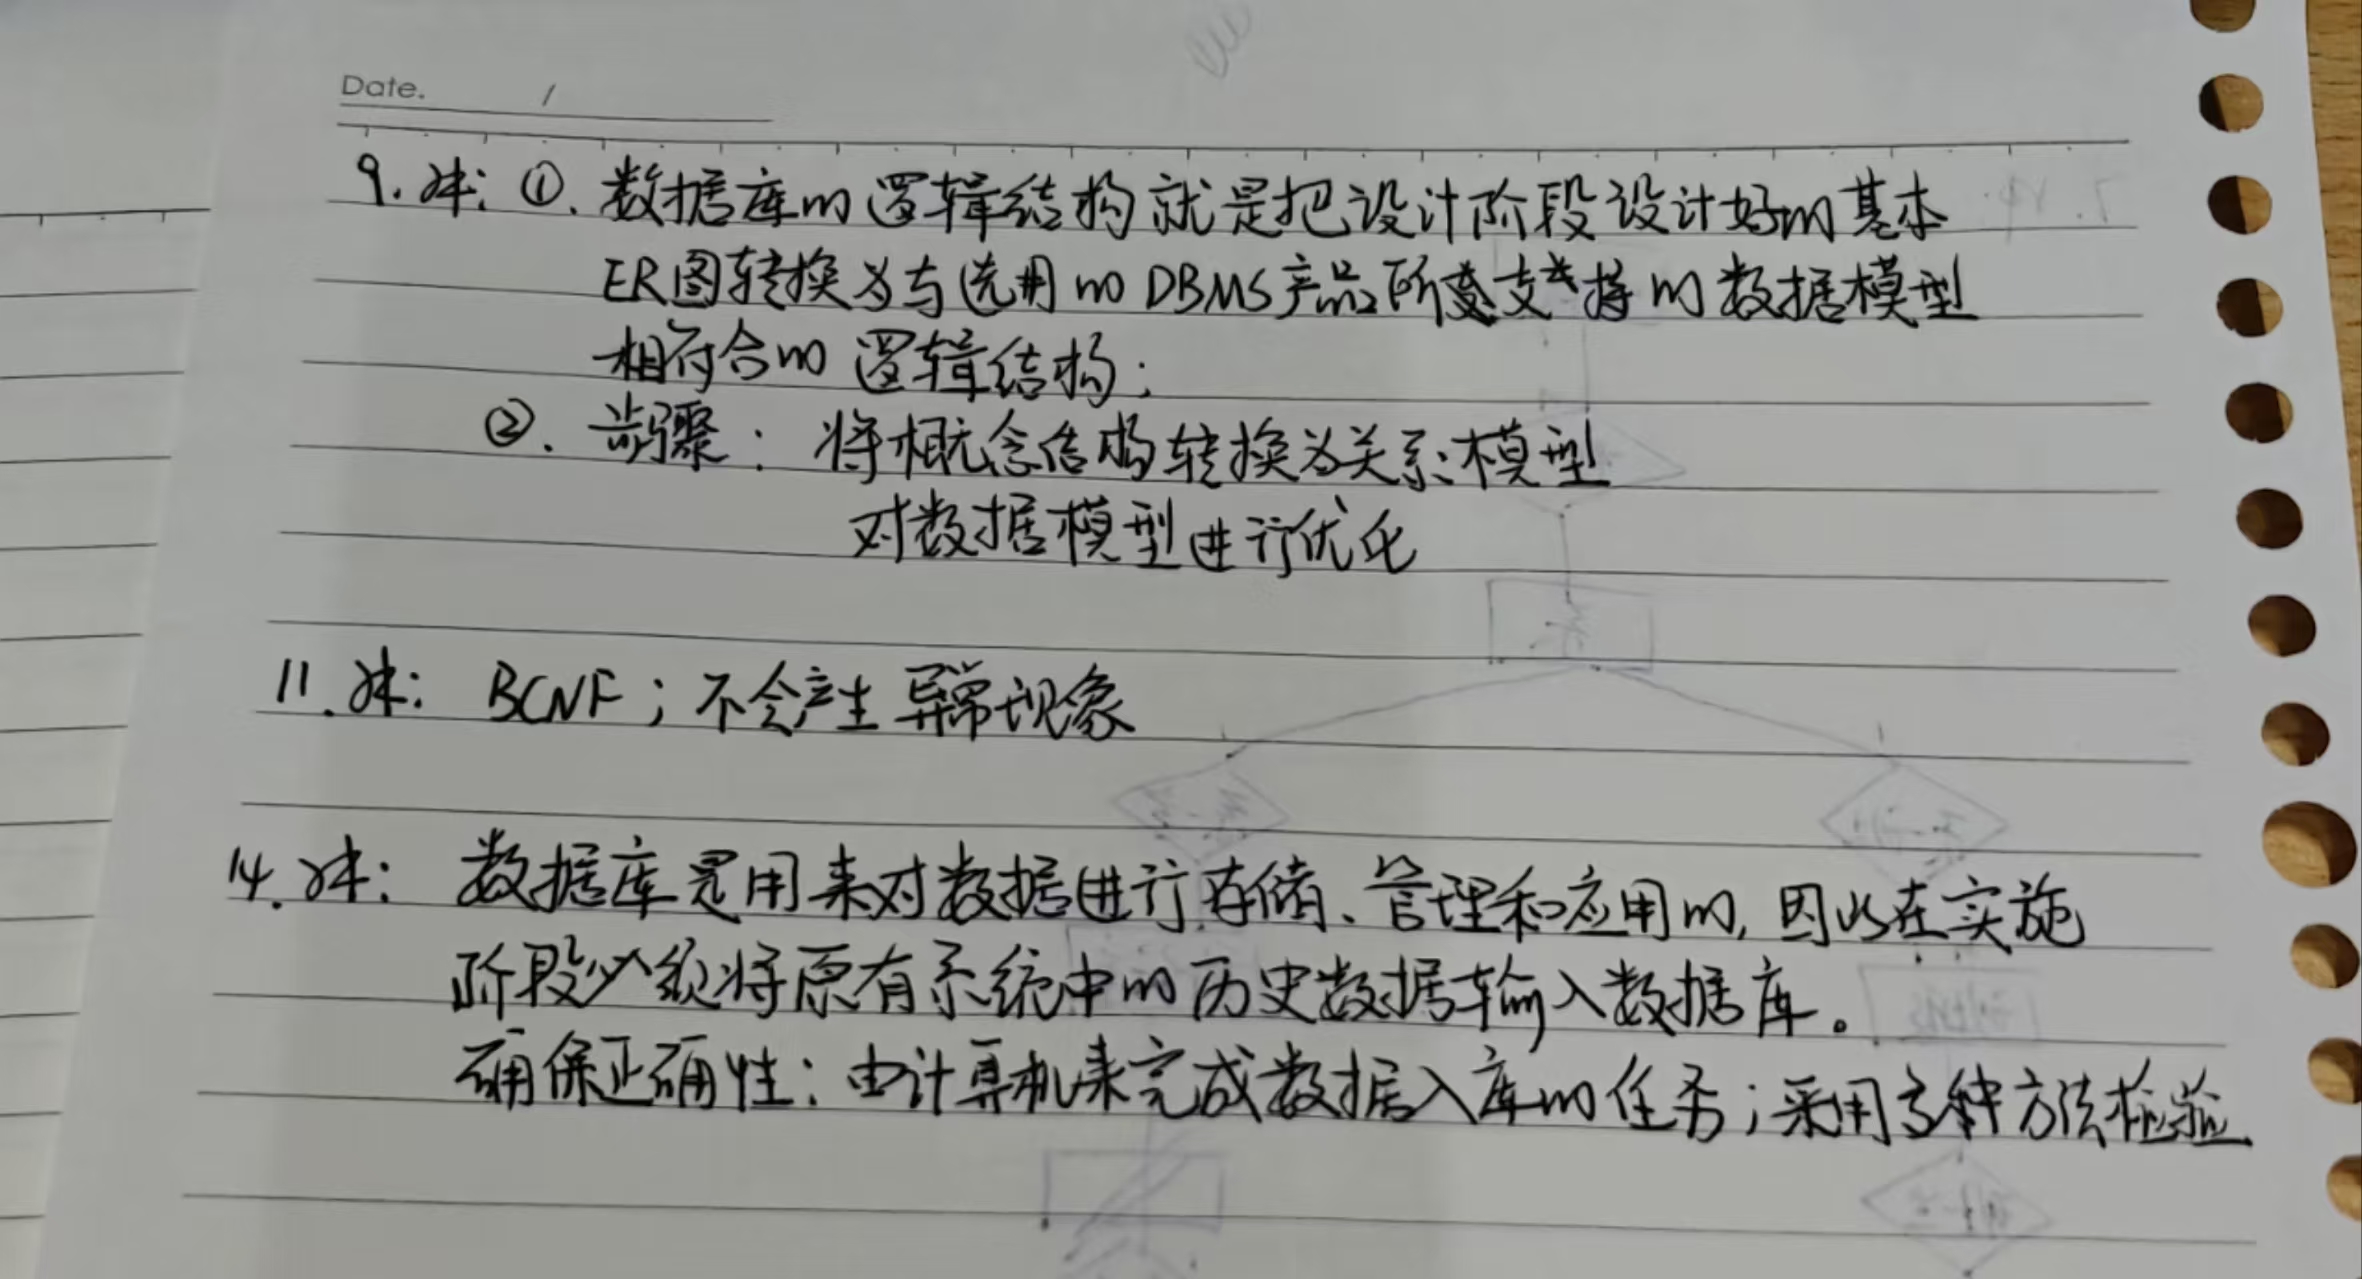 Date. /
9. 解: ①. 数据库的逻辑结构就是把设计阶段设计好的基本
ER图转换为与选用的DBMS产品所支持的数据模型
相符合的逻辑结构;
②. 步骤: 将概念结构转换为关系模型
对数据模型进行优化
11. 解: BCNF; 不会产生异常现象
14. 解: 数据库是用来对数据进行存储、管理和应用的, 因此在实施
阶段必须将原有系统中的历史数据输入数据库。
确保正确性: 由计算机来完成数据入库的任务; 采用多种方法检验